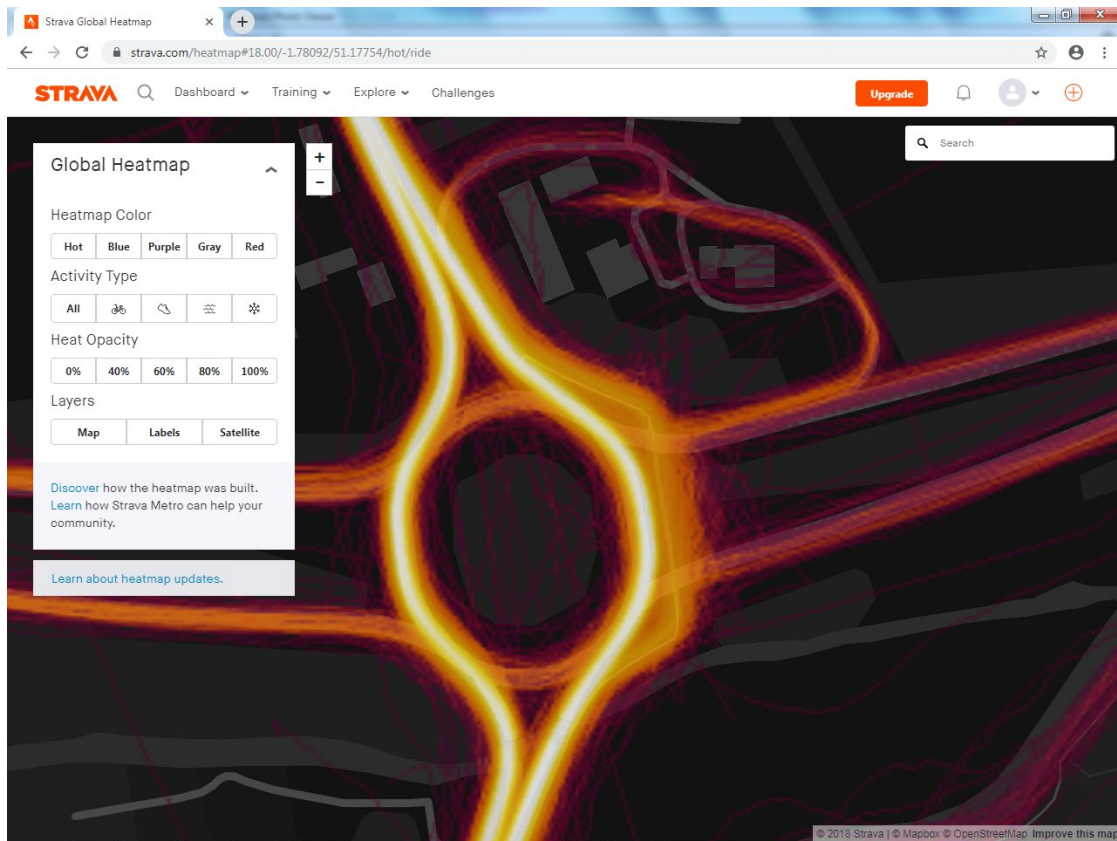 Strava Global Heatmap
strava.com/heatmap#18.00/-1.78092/51.17754/hot/ride
STRAVA Dashboard Training Explore Challenges Upgrade
Search
Global Heatmap
Heatmap Color
Hot Blue Purple Gray Red
Activity Type
All
Heat Opacity
0% 40% 60% 80% 100%
Layers
Map Labels Satellite
Discover how the heatmap was built.
Learn how Strava Metro can help your
community.
Learn about heatmap updates.
© 2018 Strava | © Mapbox © OpenStreetMap Improve this map